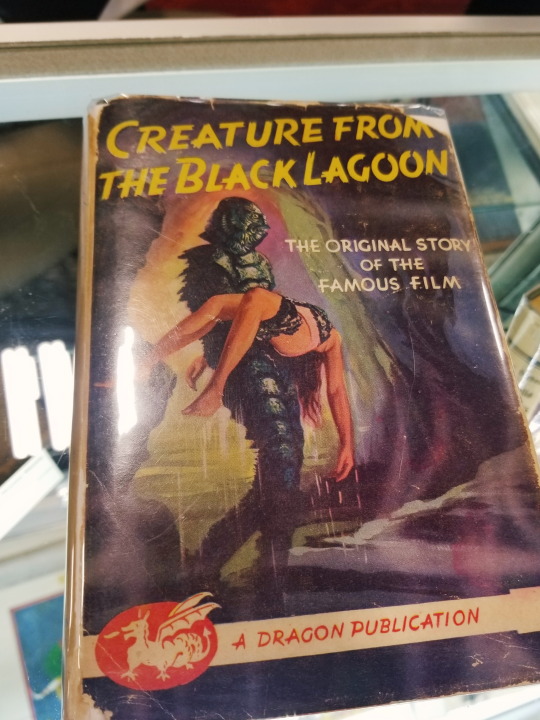 CREATURE FROM
THE BLACK LAGOON
THE ORIGINAL STORY
OF THE
FAMOUS FILM
A DRAGON PUBLICATION